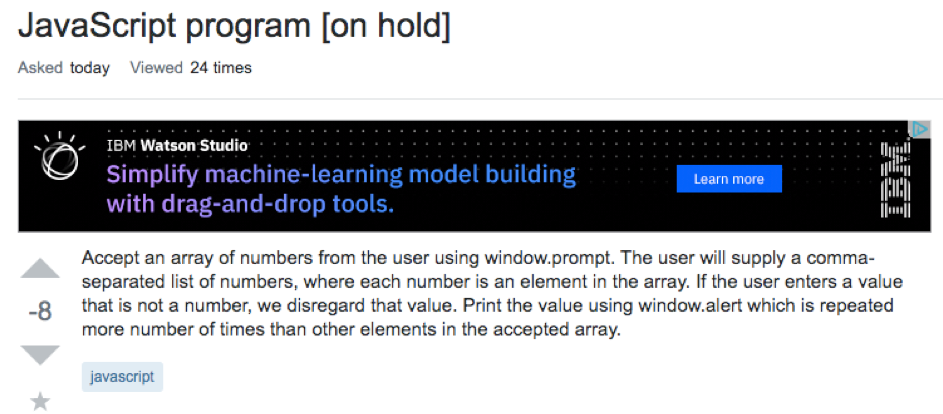 JavaScript program [on hold]
Asked today Viewed 24 times
IBM Watson Studio
Simplify machine-learning model building
with drag-and-drop tools.
Learn more
IBM
Accept an array of numbers from the user using window.prompt. The user will supply a comma-
separated list of numbers, where each number is an element in the array. If the user enters a value
that is not a number, we disregard that value. Print the value using window.alert which is repeated
more number of times than other elements in the accepted array.
-8
javascript